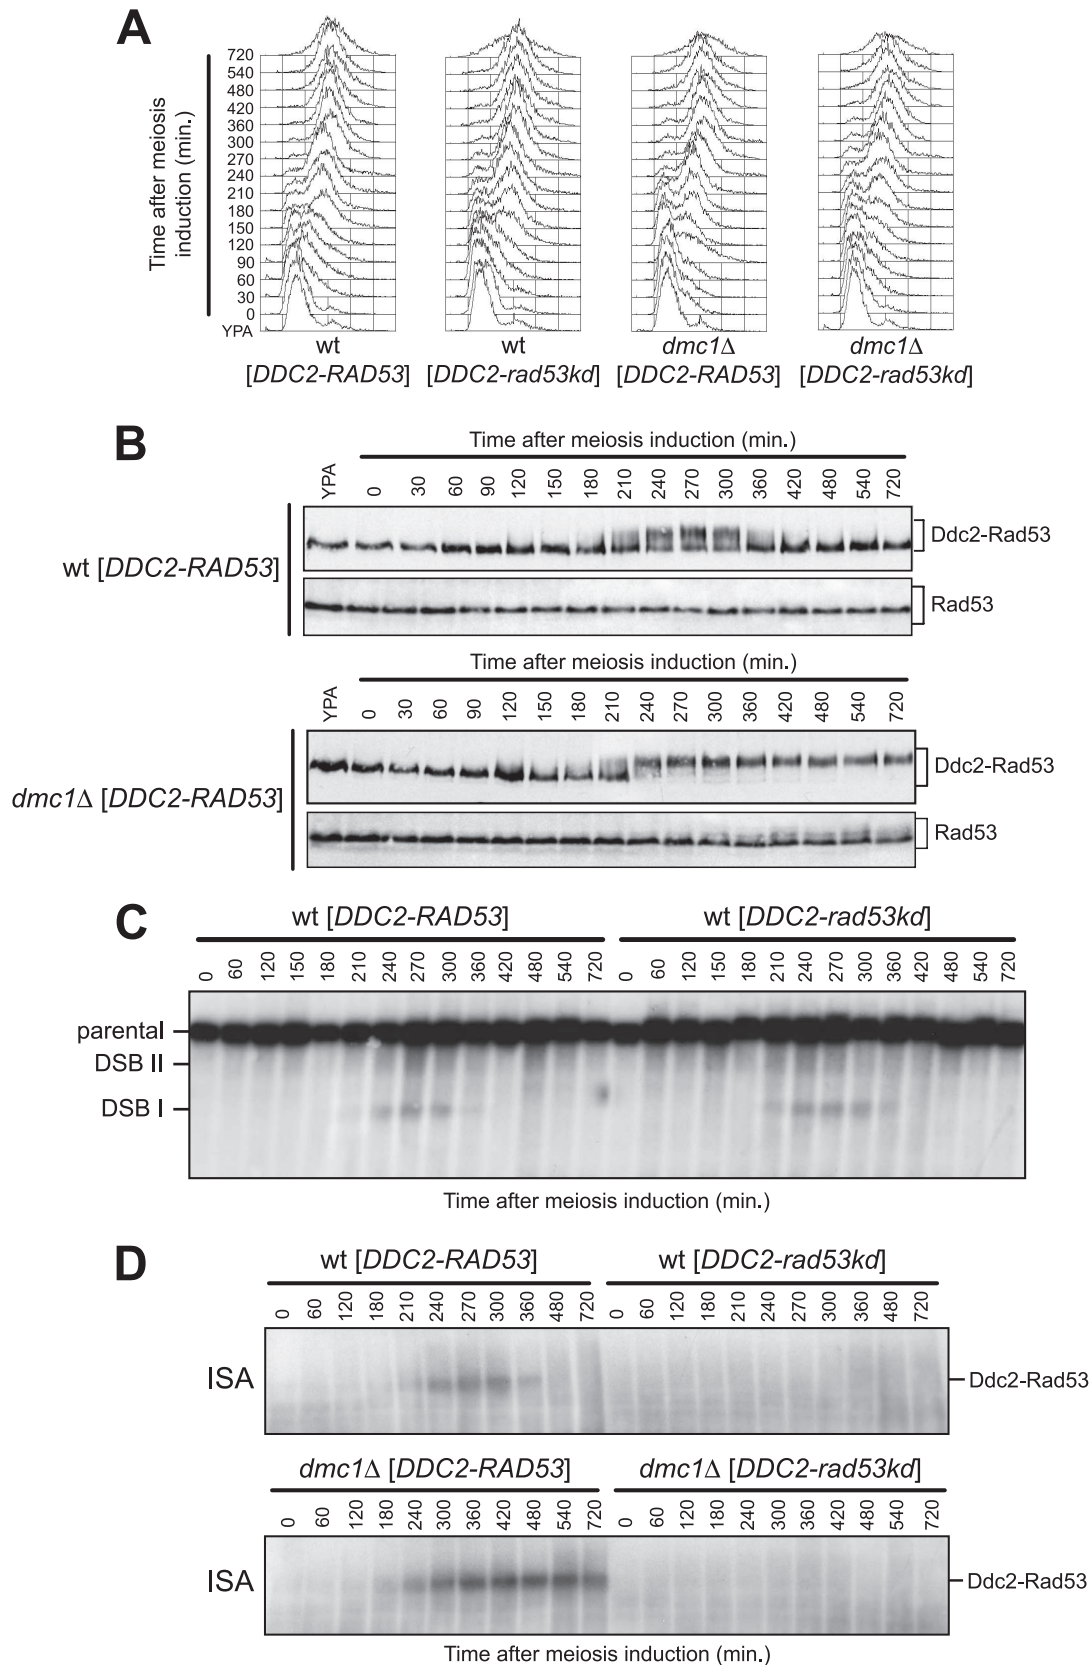 A
Time after meiosis
induction (min.)
720
540
480
420
360
300
270
240
210
180
150
120
90
60
30
0
YPA
wt
[DDC2-RAD53]
wt
[DDC2-rad53kd]
dmc1Δ
[DDC2-RAD53]
dmc1Δ
[DDC2-rad53kd]
B
Time after meiosis induction (min.)
YPA 0 30 60 90 120 150 180 210 240 270 300 360 420 480 540 720
wt [DDC2-RAD53]
Ddc2-Rad53
Rad53
Time after meiosis induction (min.)
YPA 0 30 60 90 120 150 180 210 240 270 300 360 420 480 540 720
dmc1Δ [DDC2-RAD53]
Ddc2-Rad53
Rad53
C
wt [DDC2-RAD53] wt [DDC2-rad53kd]
0 60 120 150 180 210 240 270 300 360 420 480 540 720 0 60 120 150 180 210 240 270 300 360 420 480 540 720
parental
DSB II
DSB I
Time after meiosis induction (min.)
D
wt [DDC2-RAD53] wt [DDC2-rad53kd]
0 60 120 180 210 240 270 300 360 480 720 0 60 120 180 210 240 270 300 360 480 720
ISA
Ddc2-Rad53
dmc1Δ [DDC2-RAD53] dmc1Δ [DDC2-rad53kd]
0 60 120 180 240 300 360 420 480 540 720 0 60 120 180 240 300 360 420 480 540 720
ISA
Ddc2-Rad53
Time after meiosis induction (min.)